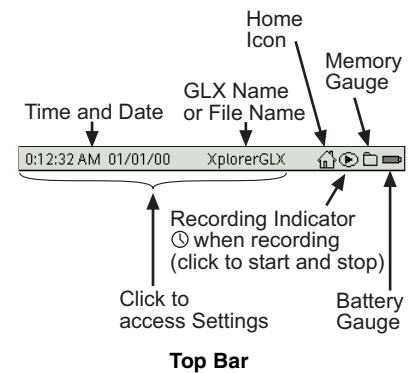 Home
Icon
Memory
Gauge
GLX Name
or File Name
Time and Date
0:12:32 AM 01/01/00 XplorerGLX
Recording Indicator
when recording
(click to start and stop)
Click to
access Settings
Battery
Gauge
Top Bar